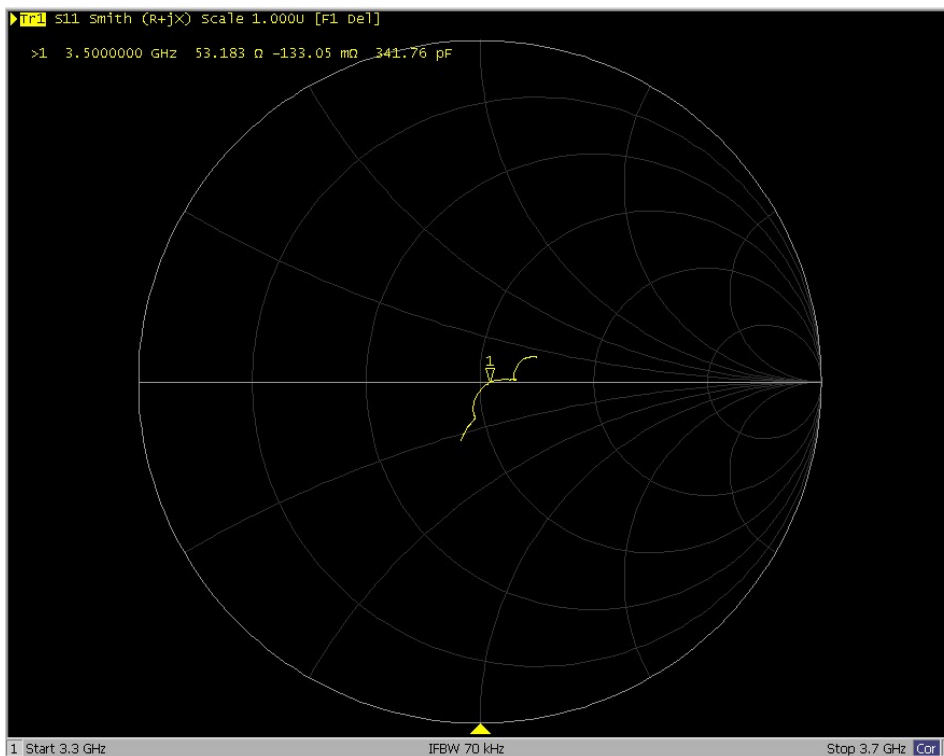 Tr1 S11 Smith (R+jX) Scale 1.000U [F1 Del]
>1 3.5000000 GHz 53.183 Ω -133.05 mΩ 341.76 pF
1
1 Start 3.3 GHz IFBW 70 kHz Stop 3.7 GHz Cor